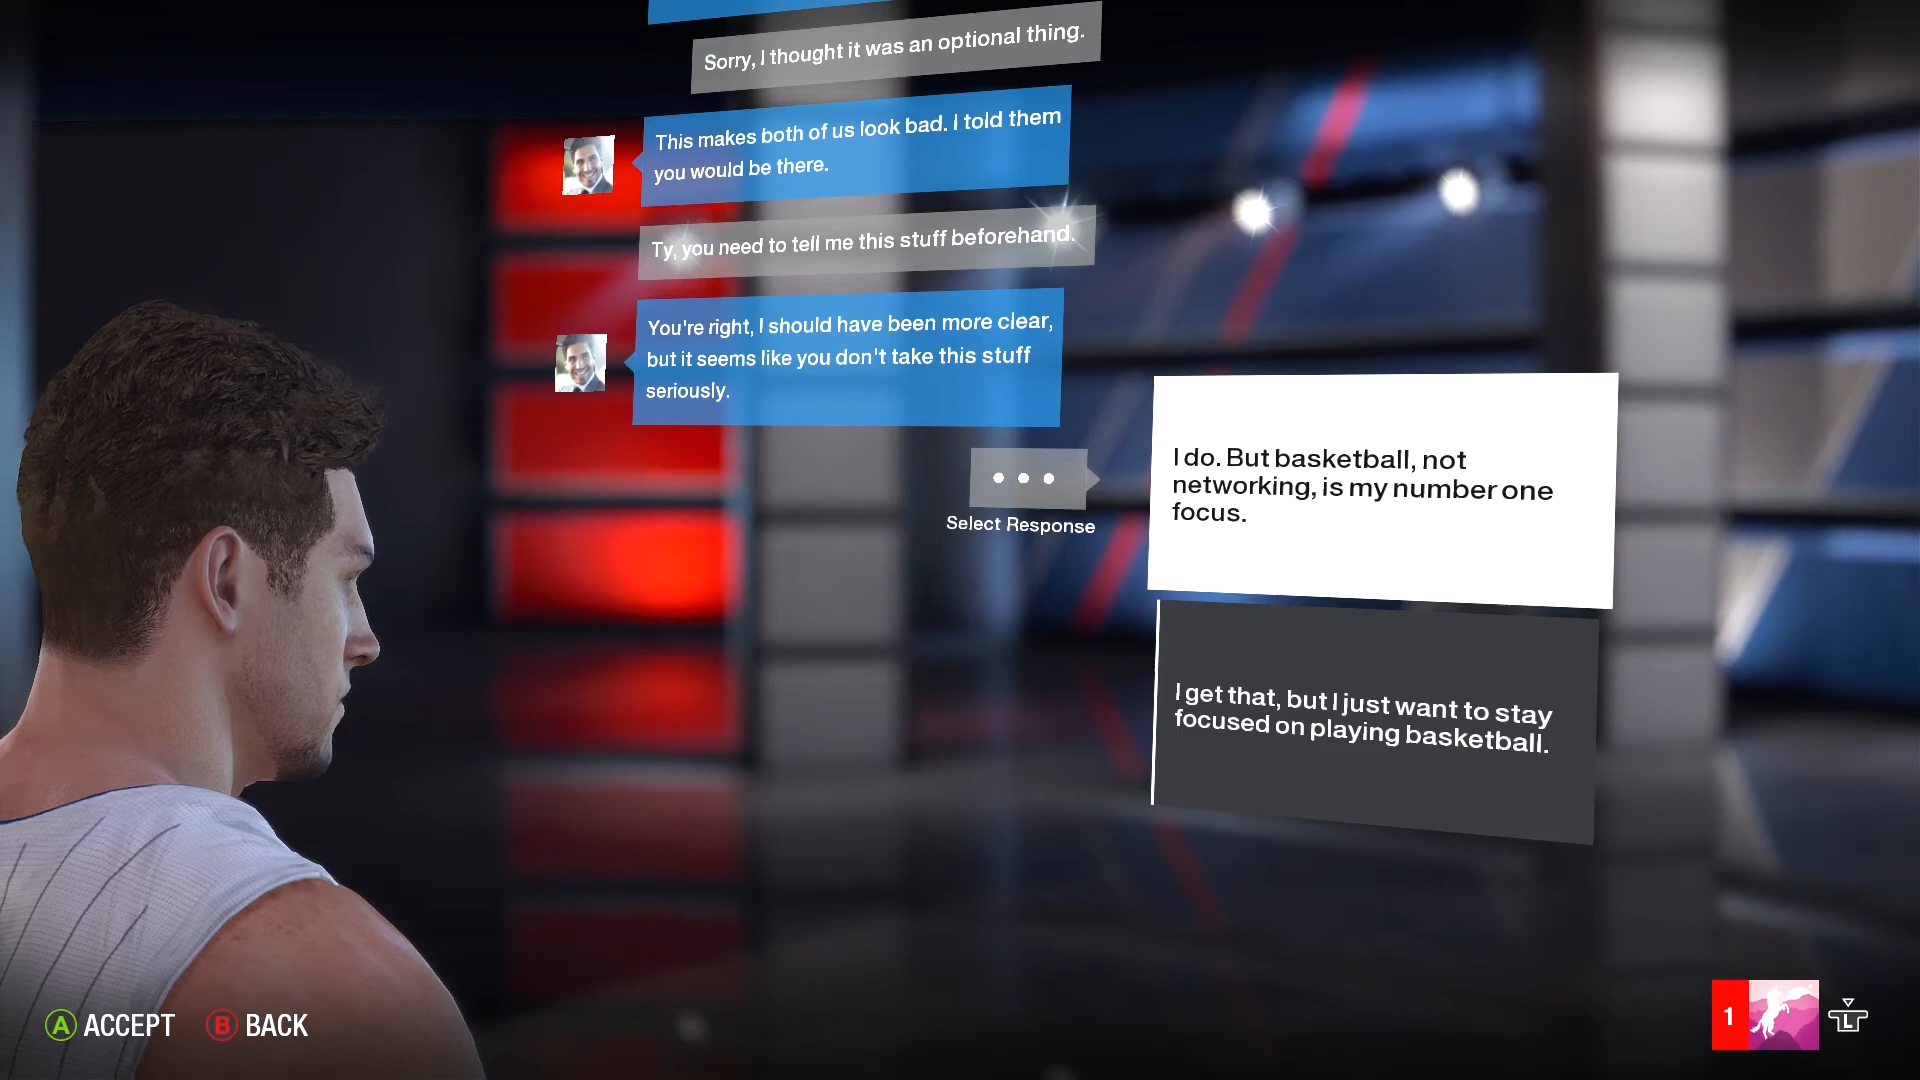 Sorry, I thought it was an optional thing.
This makes both of us look bad. I told them
you would be there.
Ty, you need to tell me this stuff beforehand.
You're right, I should have been more clear,
but it seems like you don't take this stuff
seriously.
Select Response
I do. But basketball, not
networking, is my number one
focus.
I get that, but I just want to stay
focused on playing basketball.
A ACCEPT B BACK
1
L